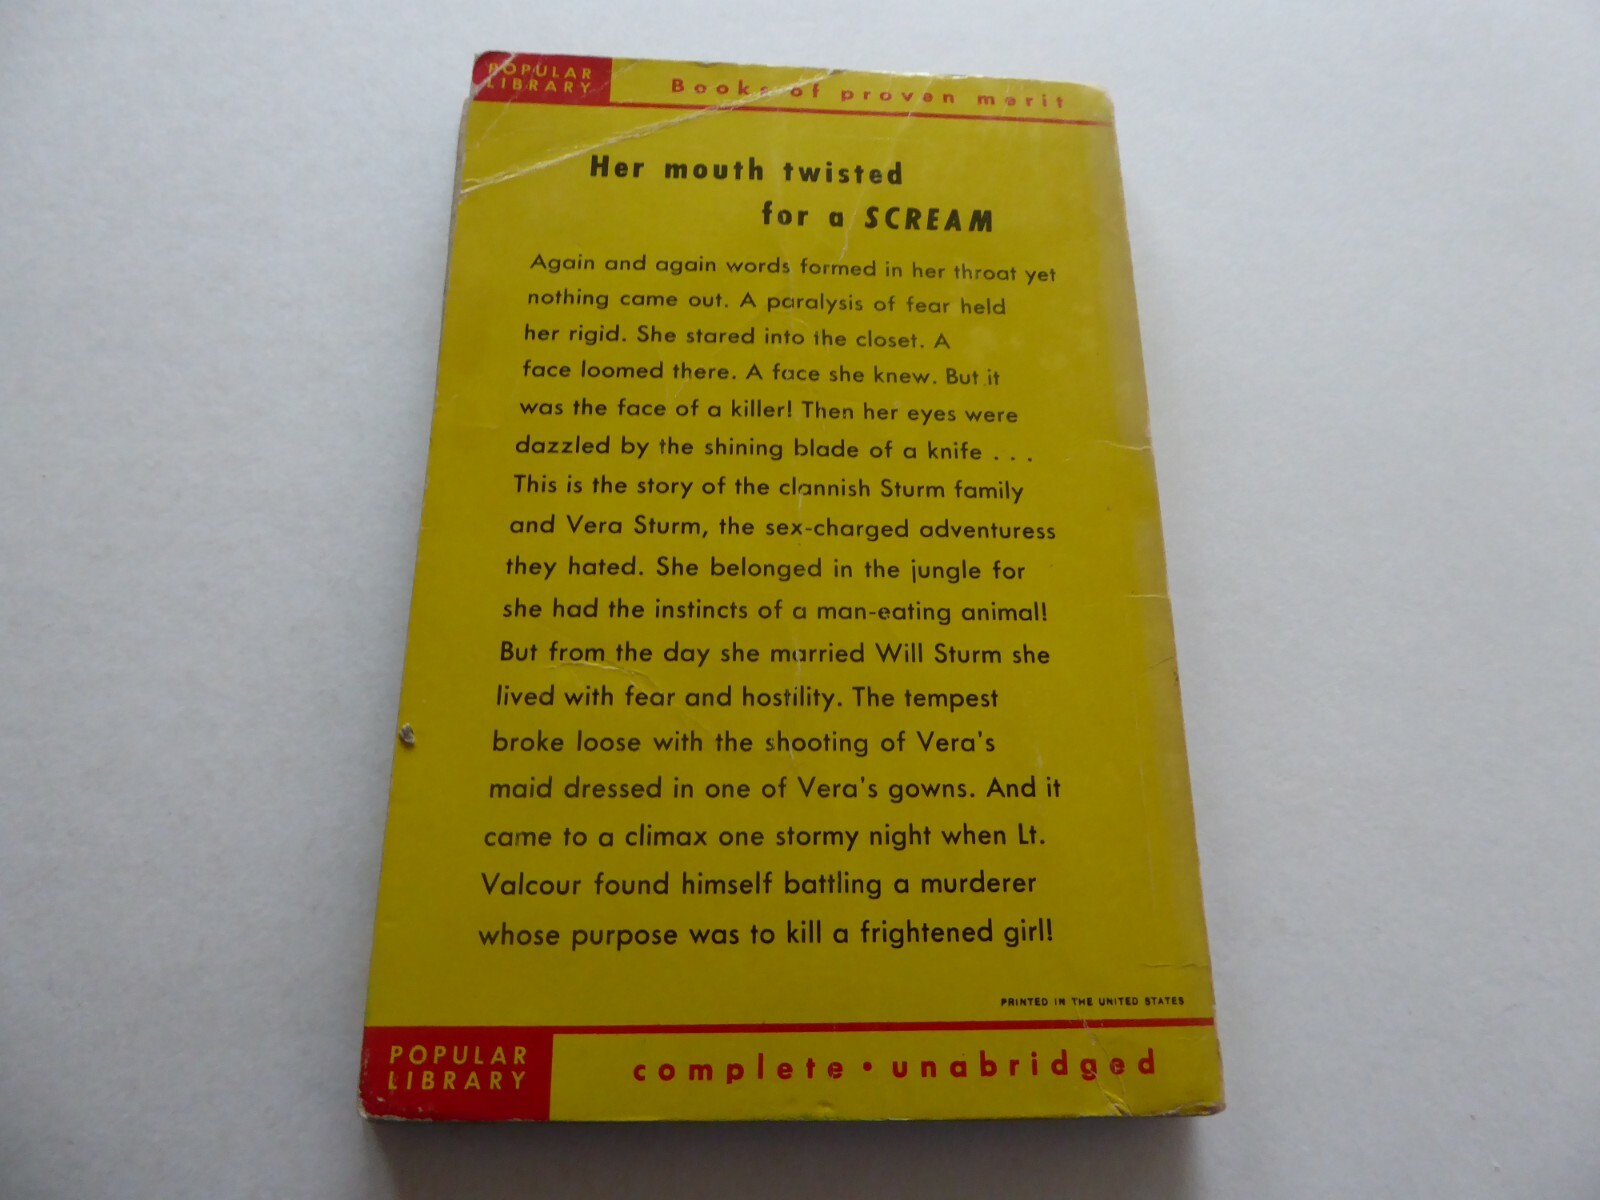 POPULAR
LIBRARY
Books of proven merit
Her mouth twisted
for a SCREAM
Again and again words formed in her throat yet
nothing came out. A paralysis of fear held
her rigid. She stared into the closet. A
face loomed there. A face she knew. But it
was the face of a killer! Then her eyes were
dazzled by the shining blade of a knife . . .
This is the story of the clannish Sturm family
and Vera Sturm, the sex-charged adventuress
they hated. She belonged in the jungle for
she had the instincts of a man-eating animal!
But from the day she married Will Sturm she
lived with fear and hostility. The tempest
broke loose with the shooting of Vera's
maid dressed in one of Vera's gowns. And it
came to a climax one stormy night when Lt.
Valcour found himself battling a murderer
whose purpose was to kill a frightened girl!
PRINTED IN THE UNITED STATES
POPULAR
LIBRARY
complete • unabridged